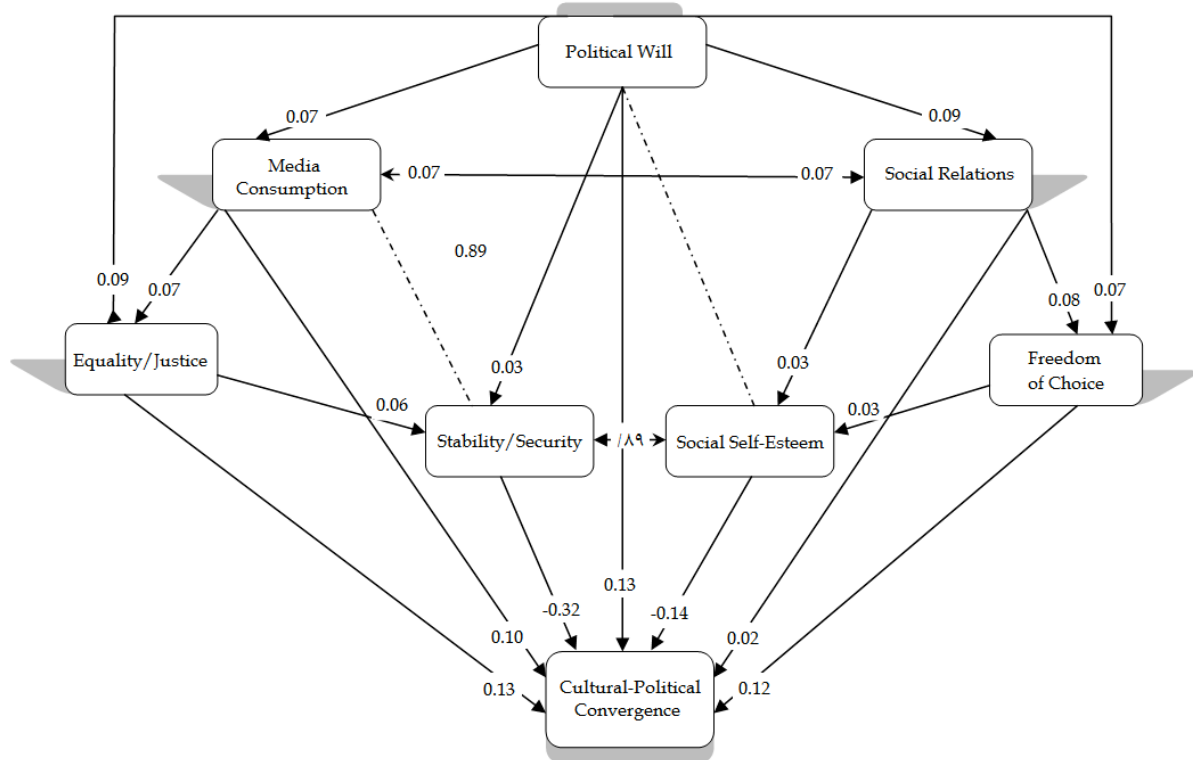 Political Will
0.07
0.09
Media
Consumption
0.07
0.07
Social Relations
0.89
0.09
0.07
0.08
0.07
Equality/Justice
0.03
0.03
Freedom
of Choice
0.06
0.03
Stability/Security
/۸۹
Social Self-Esteem
0.13
-0.32
-0.14
0.10
0.02
0.13
0.12
Cultural-Political
Convergence